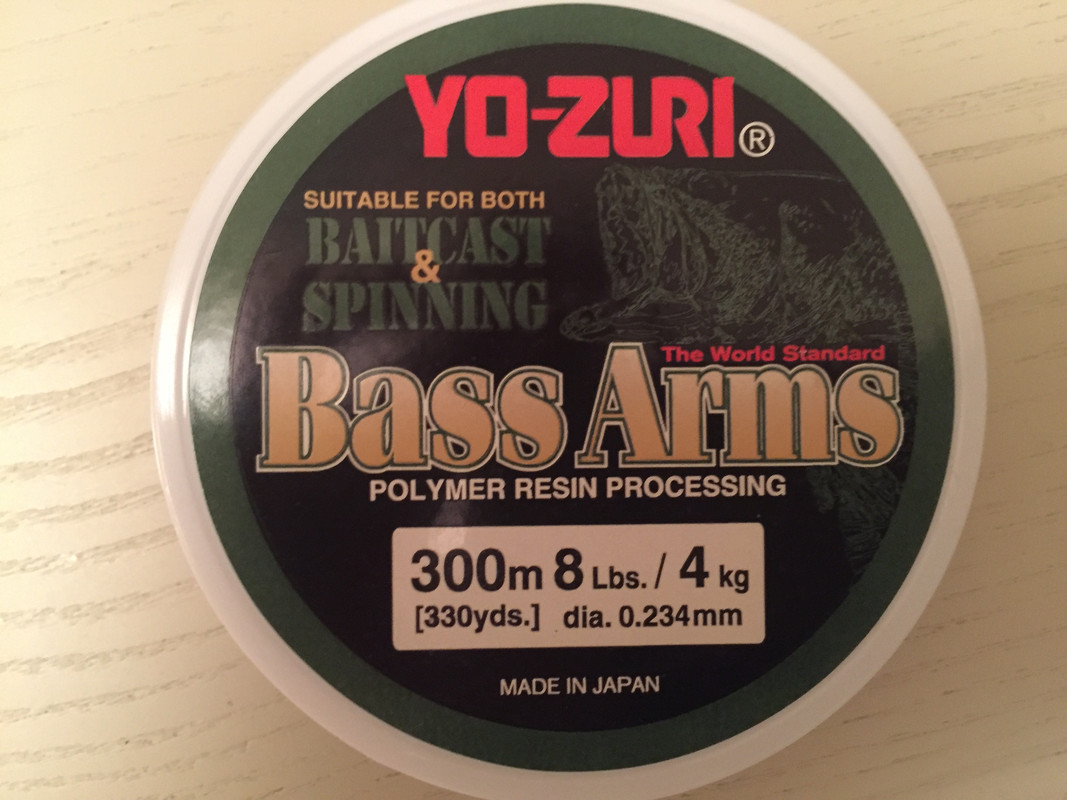 YO-ZURI®
SUITABLE FOR BOTH
BAITCAST
&
SPINNING
The World Standard
Bass Arms
POLYMER RESIN PROCESSING
300m 8 Lbs. / 4 kg
[330yds.] dia. 0.234mm
MADE IN JAPAN